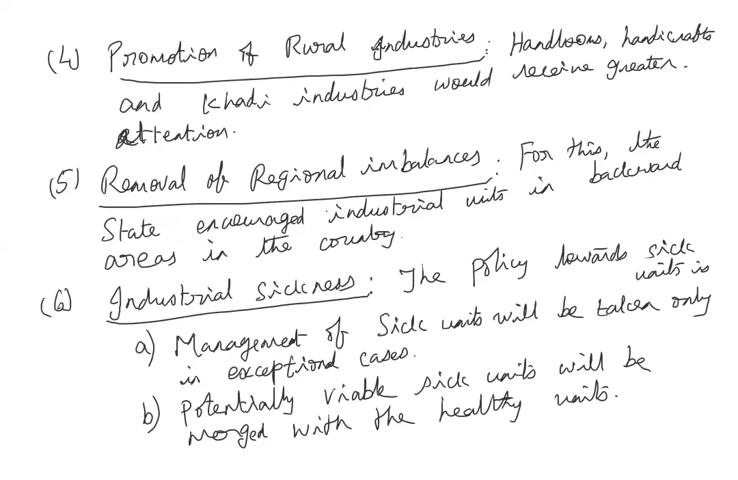 (4) Promotion of Rural Industries: Handlooms, handicrafts
and Khadi industries would receive greater.
attention.
(5) Removal of Regional imbalances: For this, the
State encouraged industrial units in backward
areas in the country.
(6) Industrial Sickness: The Policy towards sick
units is
a) Management of Sick units will be taken only
in exceptional cases.
b) Potentially viable sick units will be
merged with the healthy units.